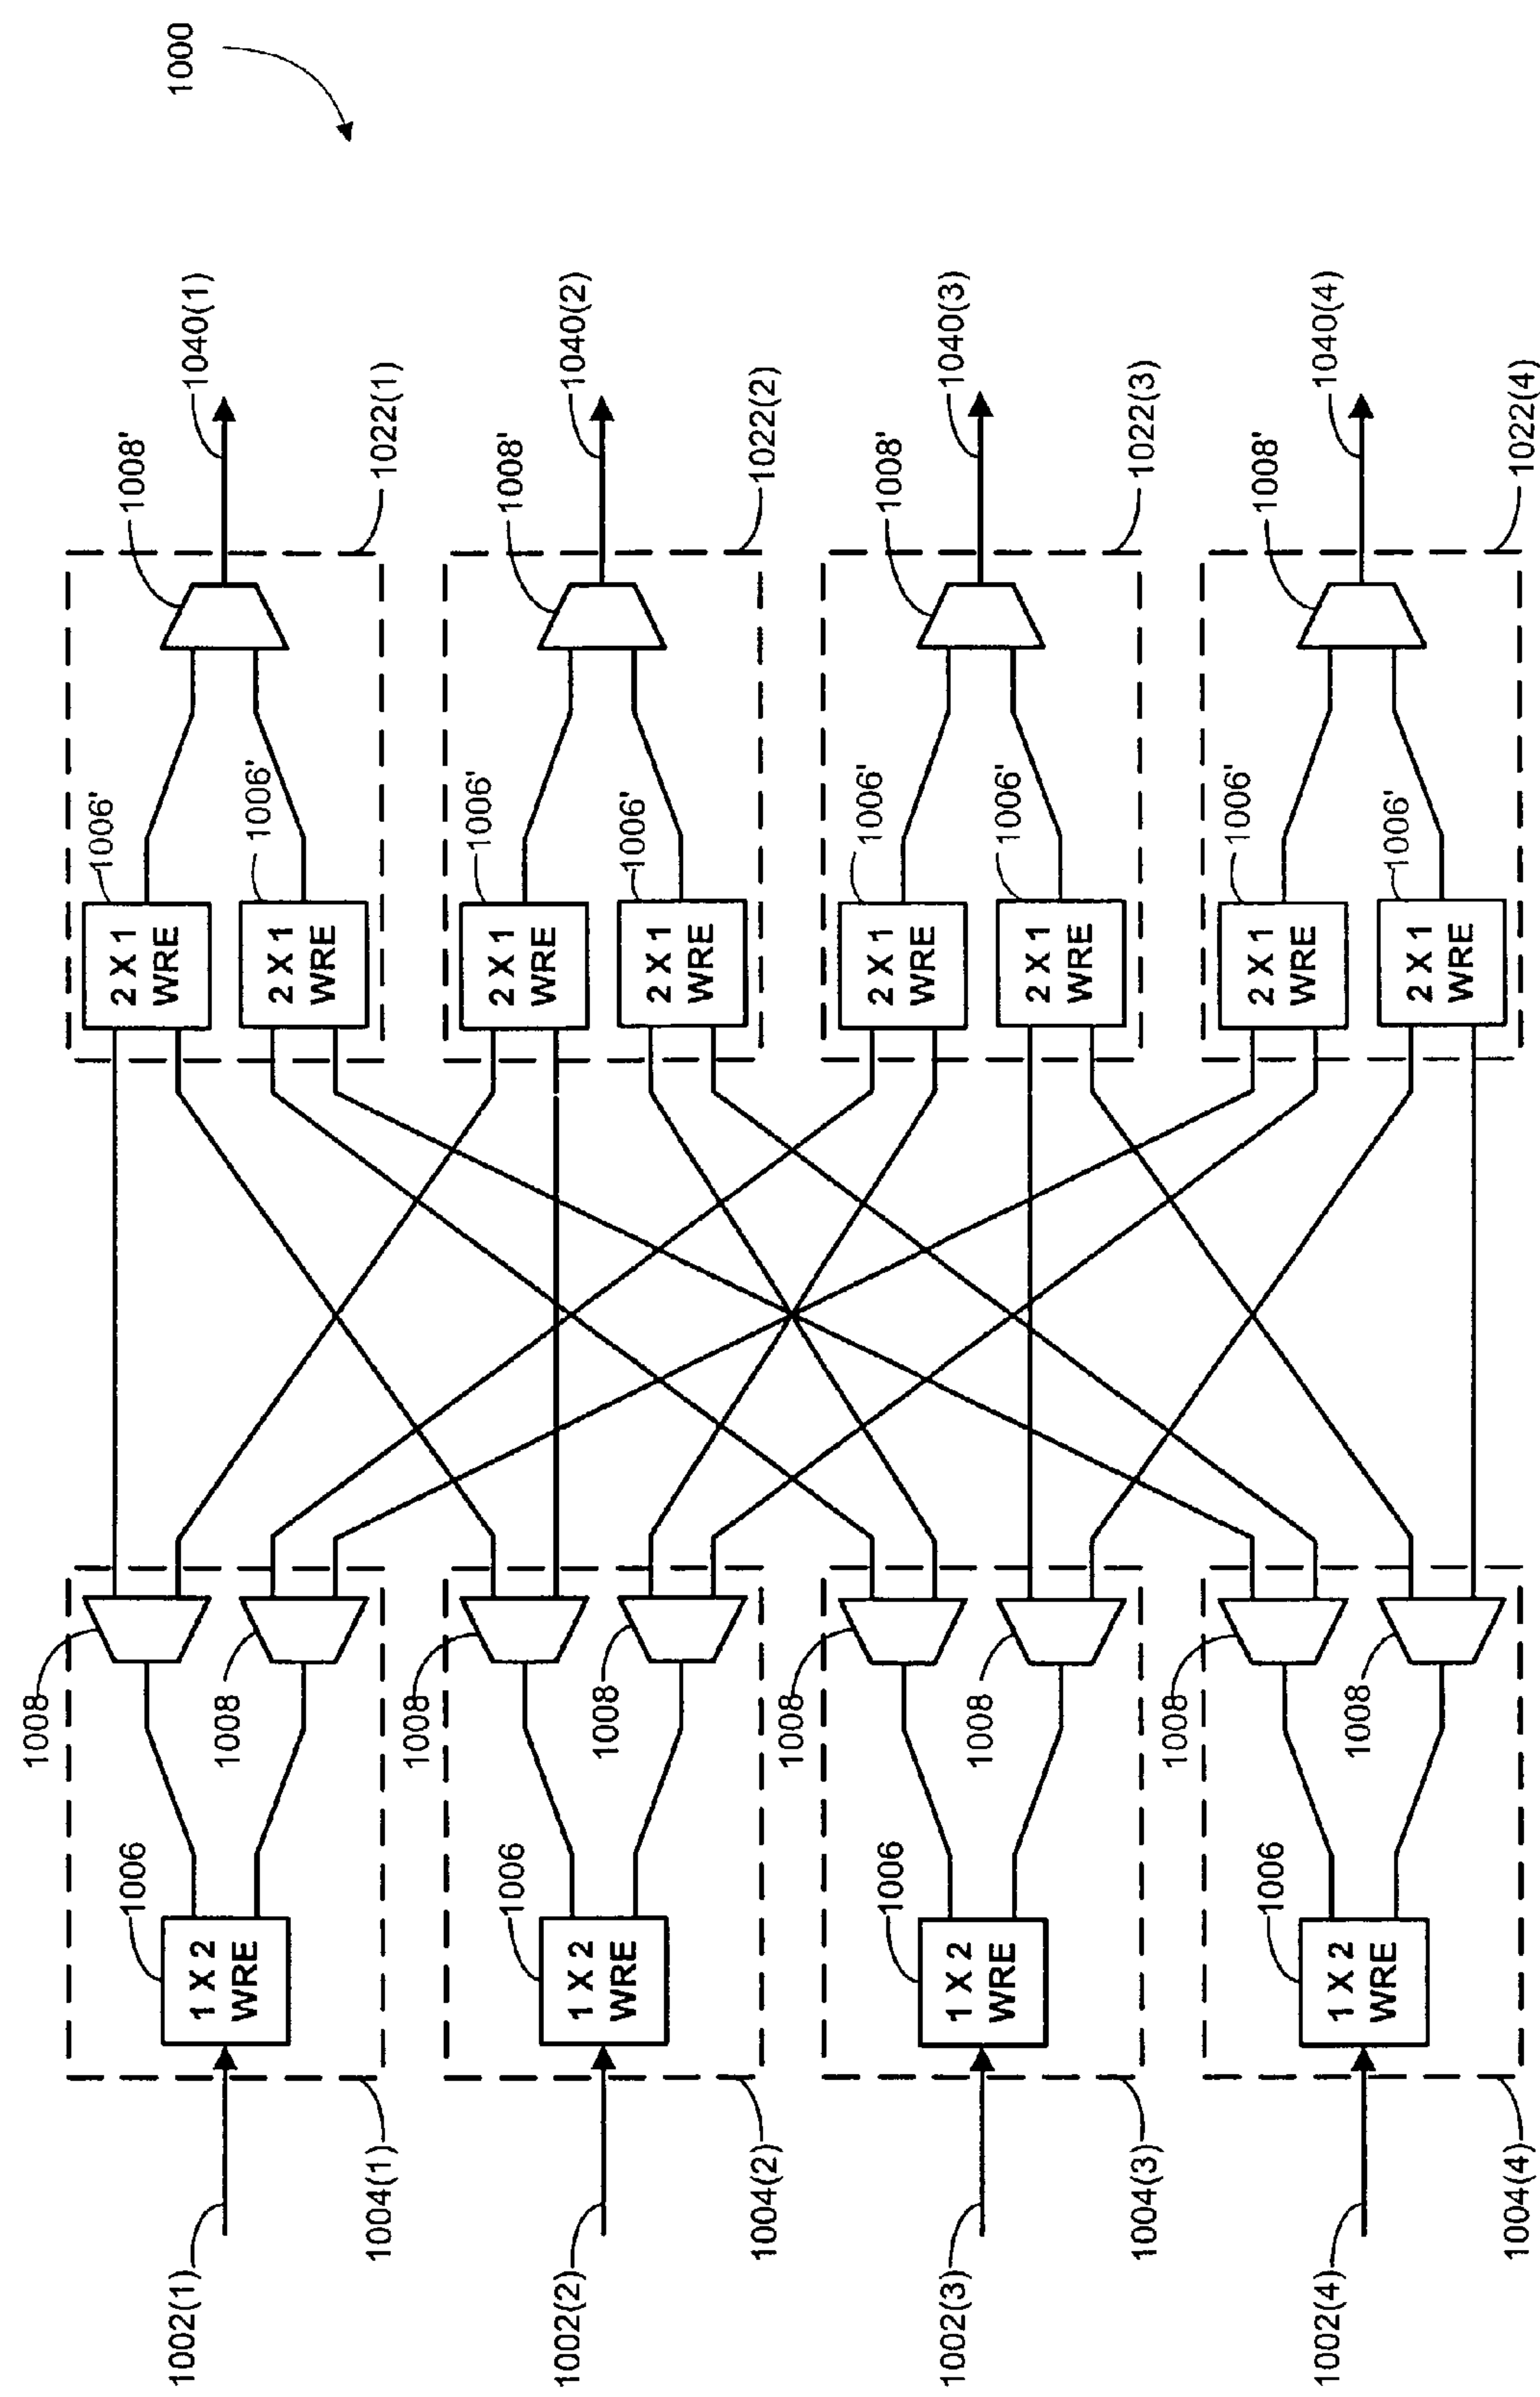 1000
1040(1)
1040(2)
1040(3)
1040(4)
1022(1)
1022(2)
1022(3)
1022(4)
1008'
1008'
1008'
1008'
1006'
1006'
1006'
1006'
1006'
1006'
1006'
1006'
2 X 1
WRE
2 X 1
WRE
2 X 1
WRE
2 X 1
WRE
2 X 1
WRE
2 X 1
WRE
2 X 1
WRE
2 X 1
WRE
1008
1008
1008
1008
1008
1008
1008
1008
1006
1006
1006
1006
1 X 2
WRE
1 X 2
WRE
1 X 2
WRE
1 X 2
WRE
1004(1)
1004(2)
1004(3)
1004(4)
1002(1)
1002(2)
1002(3)
1002(4)